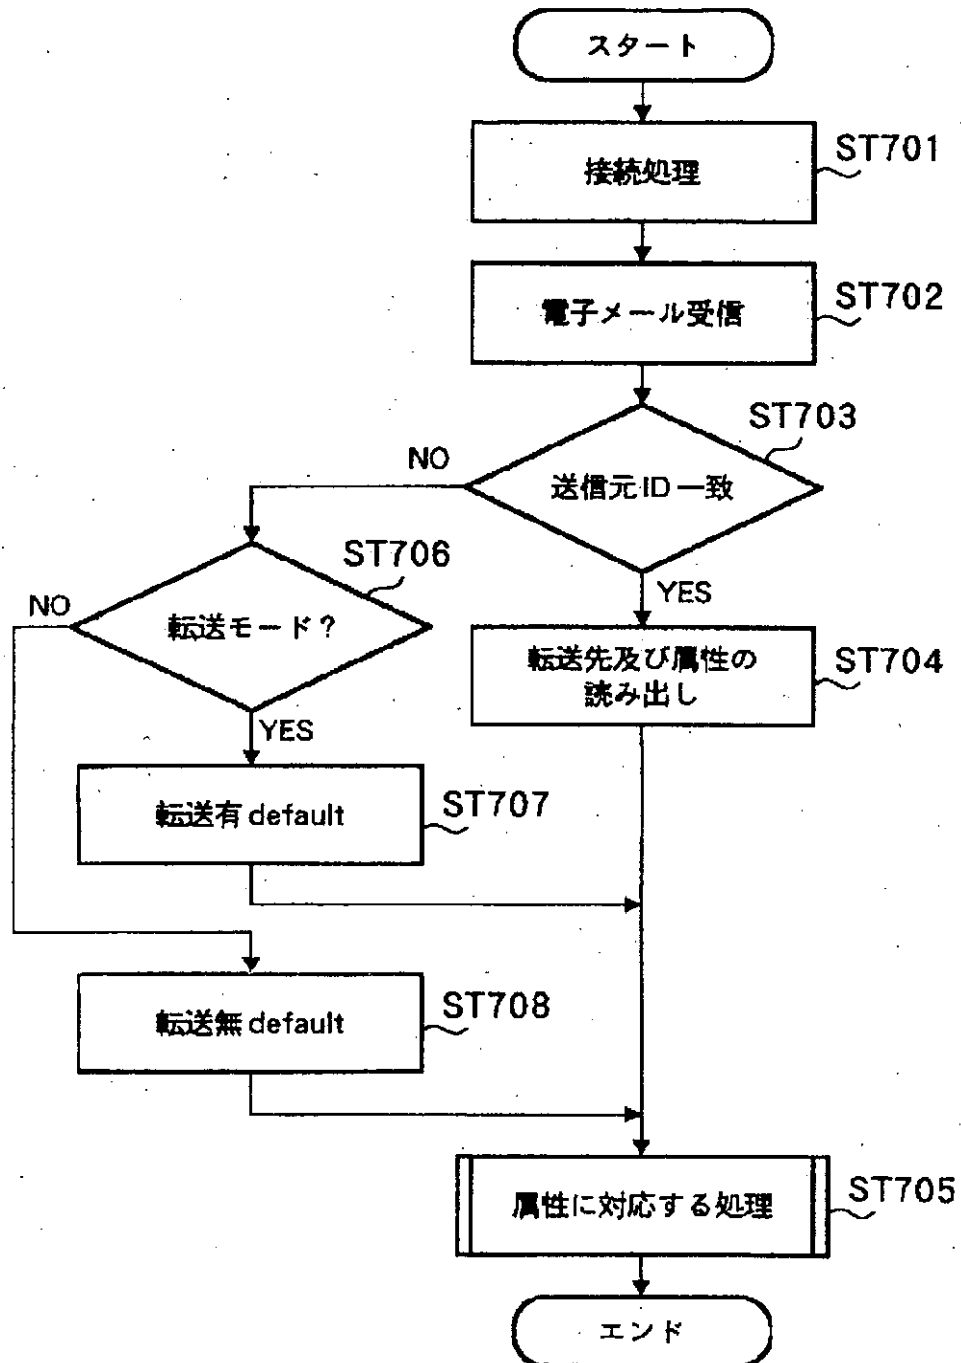 スタート
接続処理
ST701
電子メール受信
ST702
送信元ID一致
ST703
NO
YES
転送モード？
ST706
NO
YES
転送先及び属性の
読み出し
ST704
転送有default
ST707
転送無default
ST708
属性に対応する処理
ST705
エンド